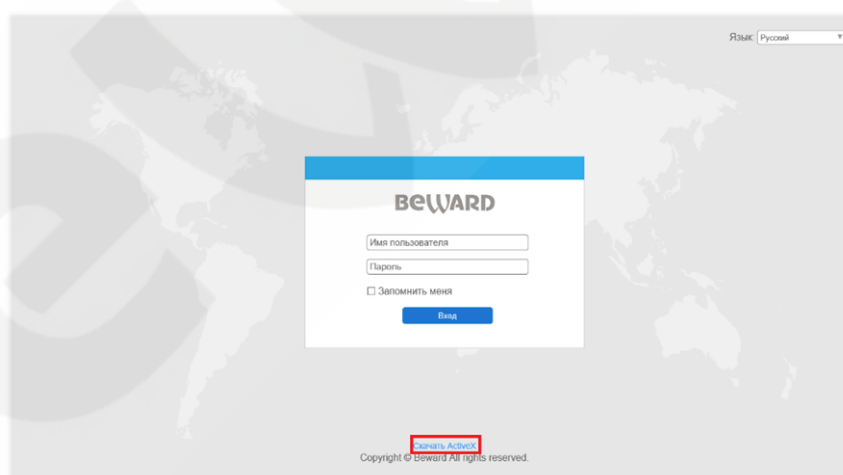 Язык: Русский
BEWARD
Имя пользователя
Пароль
Запомнить меня
Вход
Скачать ActiveX
Copyright © Beward All rights reserved.